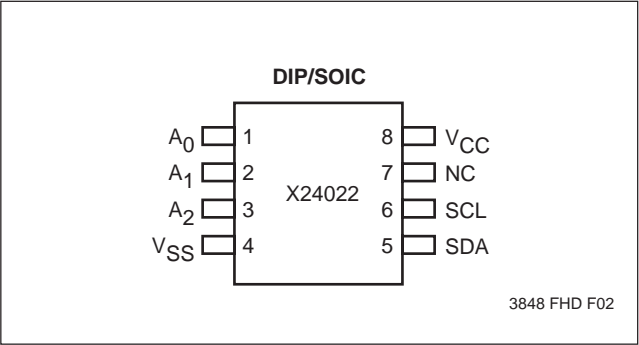 DIP/SOIC
A0 1 8 VCC
A1 2 7 NC
X24022
A2 3 6 SCL
VSS 4 5 SDA
3848 FHD F02